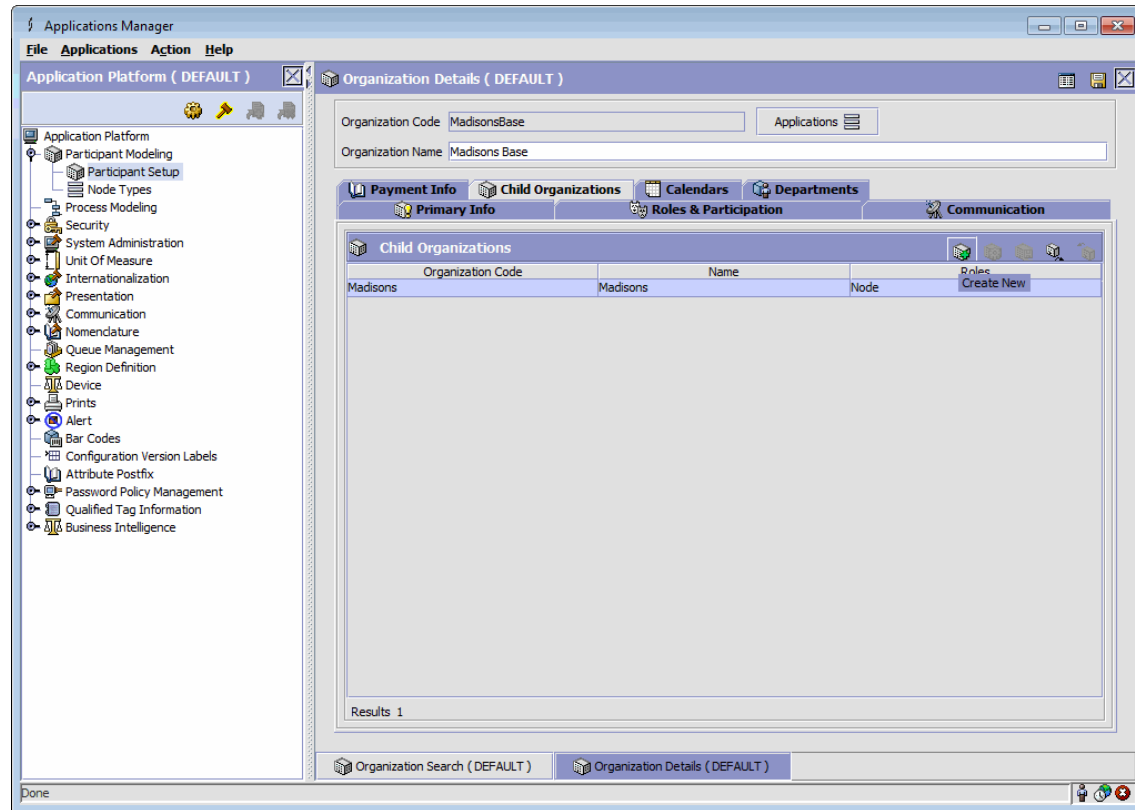 Applications Manager
File Applications Action Help
Application Platform ( DEFAULT )
Application Platform
Participant Modeling
Participant Setup
Node Types
Process Modeling
Security
System Administration
Unit Of Measure
Internationalization
Presentation
Communication
Nomenclature
Queue Management
Region Definition
Device
Prints
Alert
Bar Codes
Configuration Version Labels
Attribute Postfix
Password Policy Management
Qualified Tag Information
Business Intelligence
Organization Details ( DEFAULT )
Organization Code MadisonsBase Applications
Organization Name Madisons Base
Payment Info Child Organizations Calendars Departments
Primary Info Roles & Participation Communication
Child Organizations
Organization Code Name Roles
Create New
Madisons Madisons Node
Results 1
Organization Search ( DEFAULT ) Organization Details ( DEFAULT )
Done